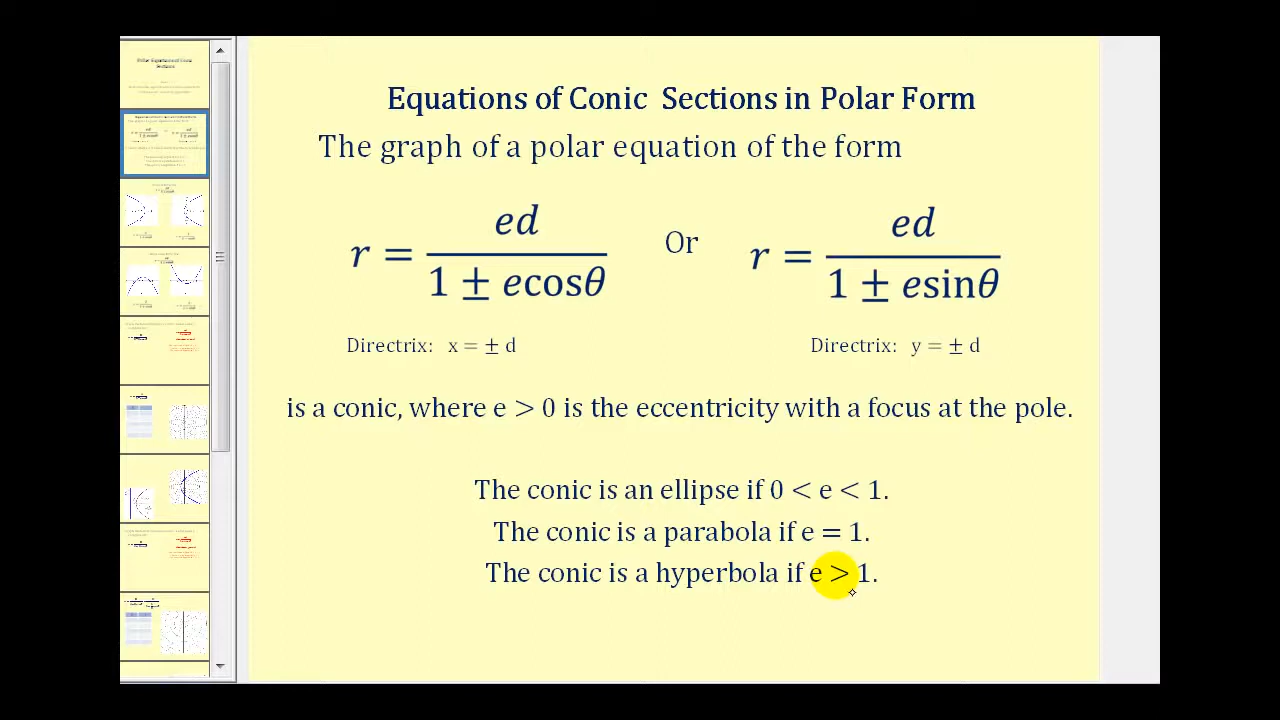 Equations of Conic Sections in Polar Form
The graph of a polar equation of the form
r = ed / (1 ± ecosθ) Or r = ed / (1 ± esinθ)
Directrix: x = ± d Directrix: y = ± d
is a conic, where e > 0 is the eccentricity with a focus at the pole.
The conic is an ellipse if 0 < e < 1.
The conic is a parabola if e = 1.
The conic is a hyperbola if e > 1.